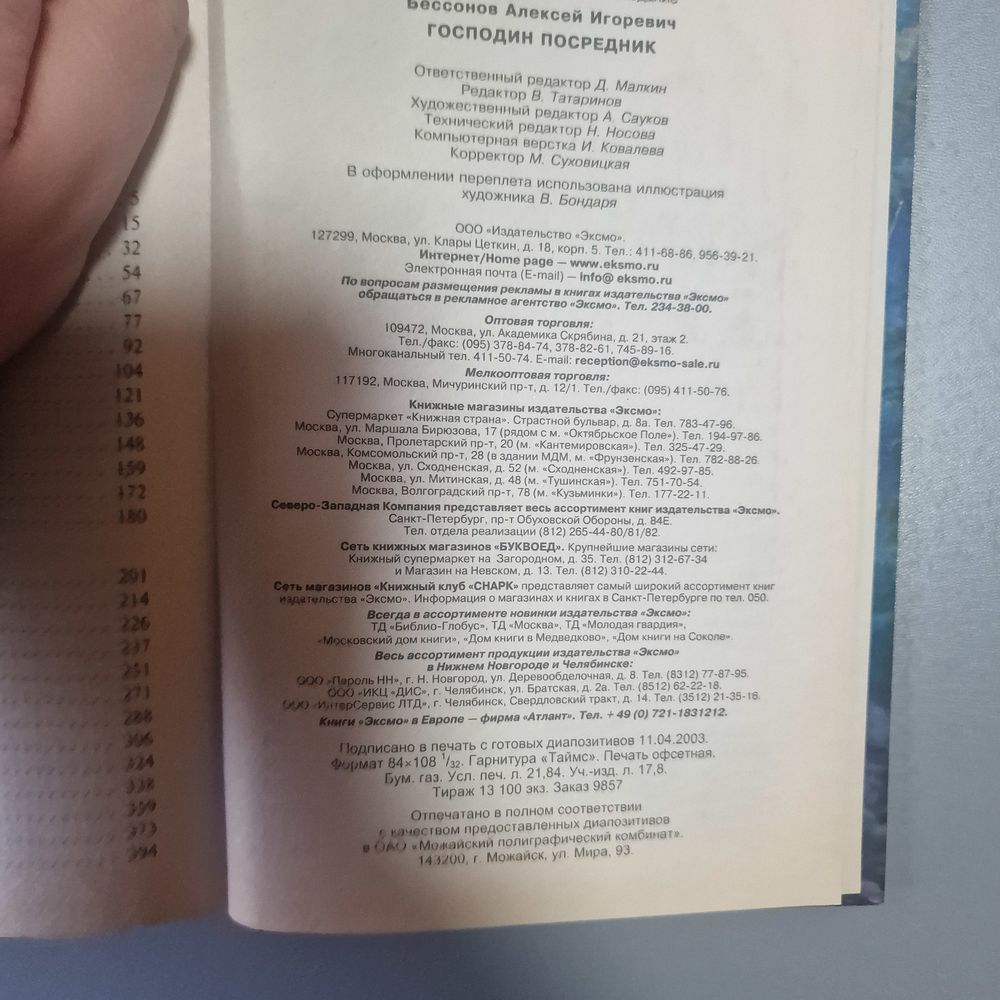 5
15
32
54
67
77
92
104
121
136
148
159
172
180
201
214
226
237
251
271
288
306
324
338
359
373
394
Бессонов Алексей Игоревич
ГОСПОДИН ПОСРЕДНИК
Ответственный редактор Д. Малкин
Редактор В. Татаринов
Художественный редактор А. Сауков
Технический редактор Н. Носова
Компьютерная верстка И. Ковалева
Корректор М. Суховицкая
В оформлении переплета использована иллюстрация
художника В. Бондаря
ООО «Издательство «Эксмо».
127299, Москва, ул. Клары Цеткин, д. 18, корп. 5. Тел.: 411-68-86, 956-39-21.
Интернет/Home page — www.eksmo.ru
Электронная почта (E-mail) — info@ eksmo.ru
По вопросам размещения рекламы в книгах издательства «Эксмо»
обращаться в рекламное агентство «Эксмо». Тел. 234-38-00.
Оптовая торговля:
109472, Москва, ул. Академика Скрябина, д. 21, этаж 2.
Тел./факс: (095) 378-84-74, 378-82-61, 745-89-16.
Многоканальный тел. 411-50-74. E-mail: reception@eksmo-sale.ru
Мелкооптовая торговля:
117192, Москва, Мичуринский пр-т, д. 12/1. Тел./факс: (095) 411-50-76.
Книжные магазины издательства «Эксмо»:
Супермаркет «Книжная страна». Страстной бульвар, д. 8а. Тел. 783-47-96.
Москва, ул. Маршала Бирюзова, 17 (рядом с м. «Октябрьское Поле»). Тел. 194-97-86.
Москва, Пролетарский пр-т, 20 (м. «Кантемировская»). Тел. 325-47-29.
Москва, Комсомольский пр-т, 28 (в здании МДМ, м. «Фрунзенская»). Тел. 782-88-26.
Москва, ул. Сходненская, д. 52 (м. «Сходненская»). Тел. 492-97-85.
Москва, ул. Митинская, д. 48 (м. «Тушинская»). Тел. 751-70-54.
Москва, Волгоградский пр-т, 78 (м. «Кузьминки»). Тел. 177-22-11.
Северо-Западная Компания представляет весь ассортимент книг издательства «Эксмо».
Санкт-Петербург, пр-т Обуховской Обороны, д. 84Е.
Тел. отдела реализации (812) 265-44-80/81/82.
Сеть книжных магазинов «БУКВОЕД». Крупнейшие магазины сети:
Книжный супермаркет на Загородном, д. 35. Тел. (812) 312-67-34
и Магазин на Невском, д. 13. Тел. (812) 310-22-44.
Сеть магазинов «Книжный клуб «СНАРК» представляет самый широкий ассортимент книг
издательства «Эксмо». Информация о магазинах и книгах в Санкт-Петербурге по тел. 050.
Всегда в ассортименте новинки издательства «Эксмо»:
ТД «Библио-Глобус», ТД «Москва», ТД «Молодая гвардия»,
«Московский дом книги», «Дом книги в Медведково», «Дом книги на Соколе».
Весь ассортимент продукции издательства «Эксмо»
в Нижнем Новгороде и Челябинске:
ООО «Пароль НН», г. Н. Новгород, ул. Деревообделочная, д. 8. Тел. (8312) 77-87-95.
ООО «ИКЦ «ДИС», г. Челябинск, ул. Братская, д. 2а. Тел. (8512) 62-22-18.
ООО «ИнтерСервис ЛТД», г. Челябинск, Свердловский тракт, д. 14. Тел. (3512) 21-35-16.
Книги «Эксмо» в Европе — фирма «Атлант». Тел. + 49 (0) 721-1831212.
Подписано в печать с готовых диапозитивов 11.04.2003.
Формат 84×108 1/32. Гарнитура «Таймс». Печать офсетная.
Бум. газ. Усл. печ. л. 21,84. Уч.-изд. л. 17,8.
Тираж 13 100 экз. Заказ 9857
Отпечатано в полном соответствии
с качеством предоставленных диапозитивов
в ОАО «Можайский полиграфический комбинат».
143200, г. Можайск, ул. Мира, 93.